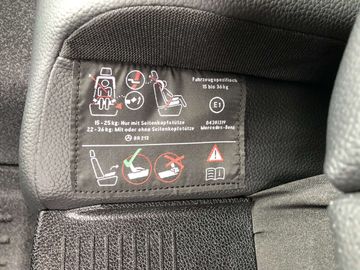 Fahrzeugspezifisch
15 bis 36 kg
E1
15 - 25 kg: Nur mit Seitenkopfstütze
22 - 36 kg: Mit oder ohne Seitenkopfstütze
04301319
Mercedes-Benz